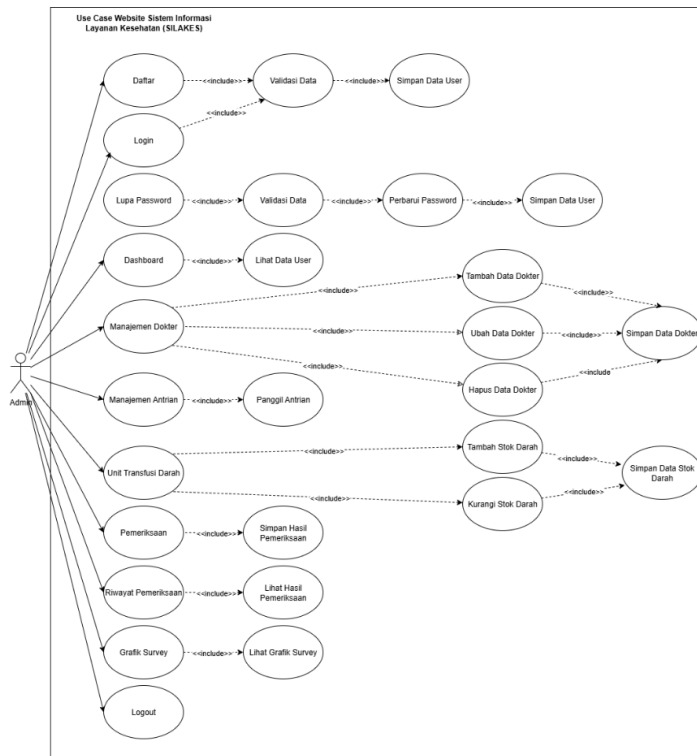 Use Case Website Sistem Informasi
Layanan Kesehatan (SILAKES)
Daftar
<<include>>
Validasi Data
<<include>>
Simpan Data User
<<include>>
Login
Lupa Password
<<include>>
Validasi Data
<<include>>
Perbarui Password
<<include>>
Simpan Data User
Dashboard
<<include>>
Lihat Data User
Tambah Data Dokter
<<include>>
<<include>>
Manajemen Dokter
<<include>>
Ubah Data Dokter
<<include>>
Simpan Data Dokter
<<include>>
<<include
Hapus Data Dokter
Admin
Manajemen Antrian
<<include>>
Panggil Antrian
<<include>>
Tambah Stok Darah
<<include>>
Unit Transfusi Darah
Simpan Data Stok
Darah
<<include>>
Kurangi Stok Darah
<<include>>
Pemeriksaan
<<include>>
Simpan Hasil
Pemeriksaan
Riwayat Pemeriksaan
<<include>>
Lihat Hasil
Pemeriksaan
Grafik Survey
<<include>>
Lihat Grafik Survey
Logout